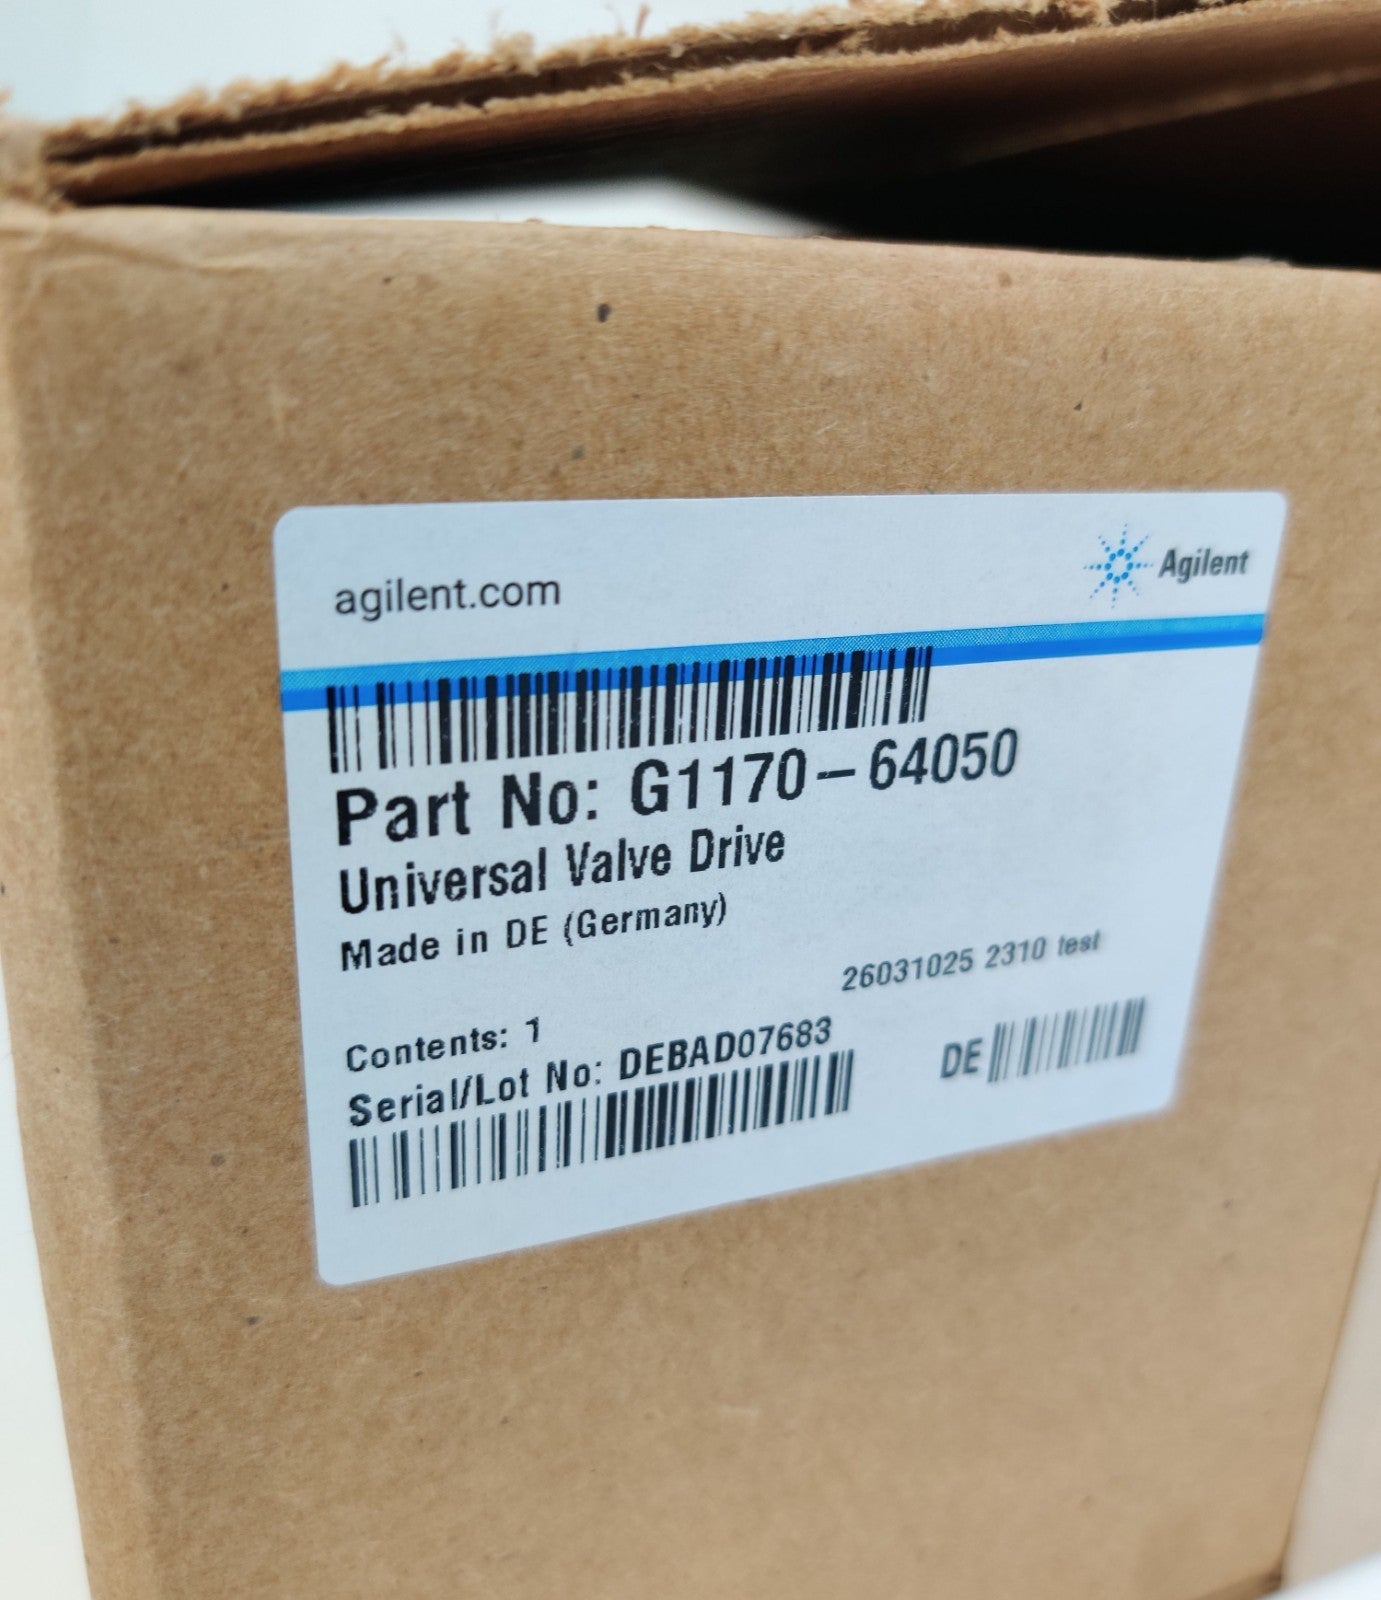 agilent.com
Agilent
Part No: G1170-64050
Universal Valve Drive
Made in DE (Germany)
26031025 2310 test
Contents: 1
Serial/Lot No: DEBAD07683
DE